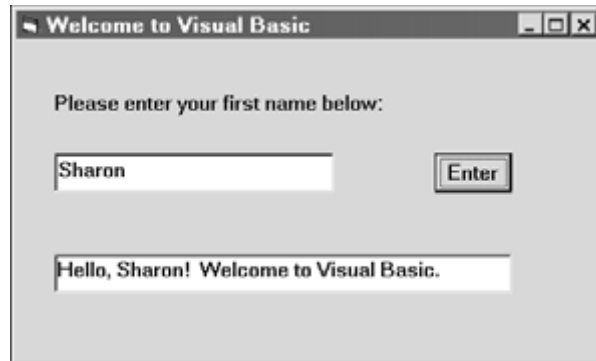 Welcome to Visual Basic
Please enter your first name below:
Sharon
Enter
Hello, Sharon!  Welcome to Visual Basic.